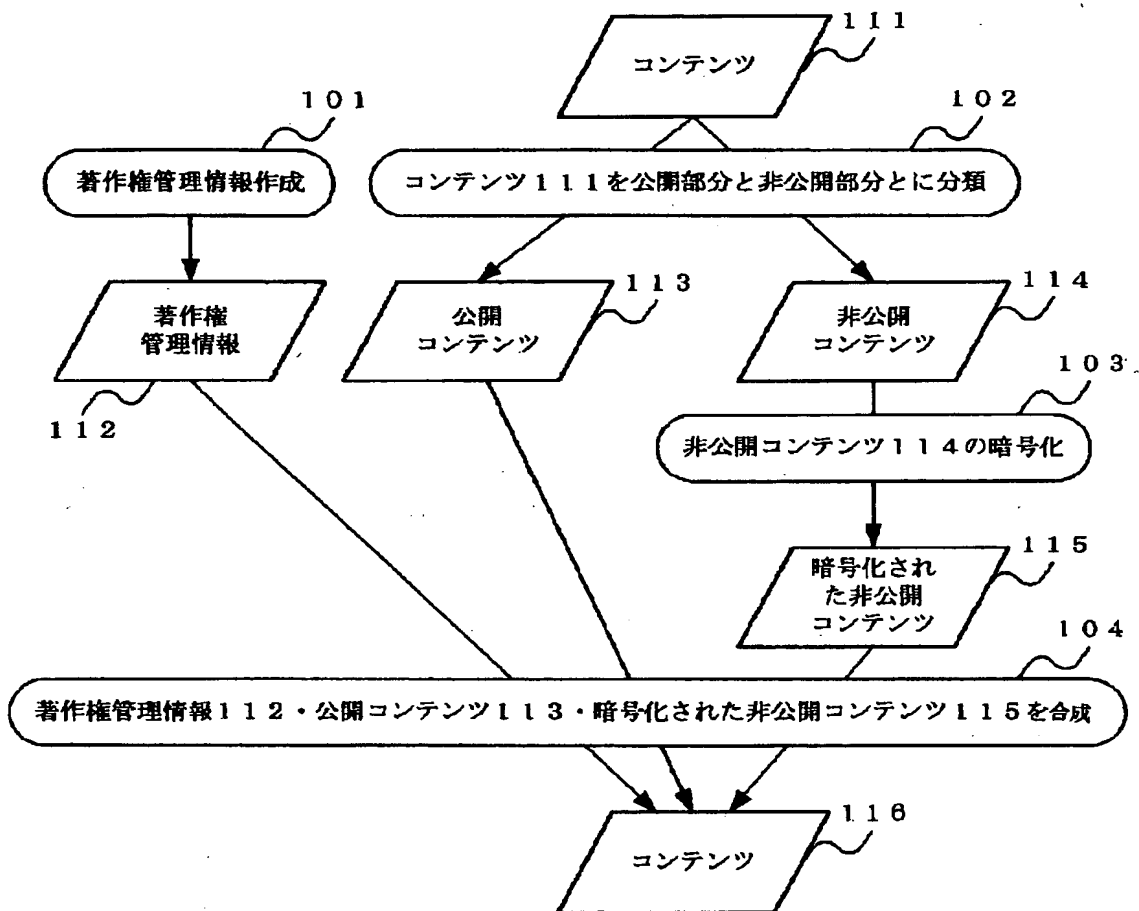 １１１
コンテンツ
１０１
１０２
著作権管理情報作成
コンテンツ１１１を公開部分と非公開部分とに分類
著作権
管理情報
１１２
公開
コンテンツ
１１３
非公開
コンテンツ
１１４
１０３
非公開コンテンツ１１４の暗号化
暗号化され
た非公開
コンテンツ
１１５
１０４
著作権管理情報１１２・公開コンテンツ１１３・暗号化された非公開コンテンツ１１５を合成
コンテンツ
１１６